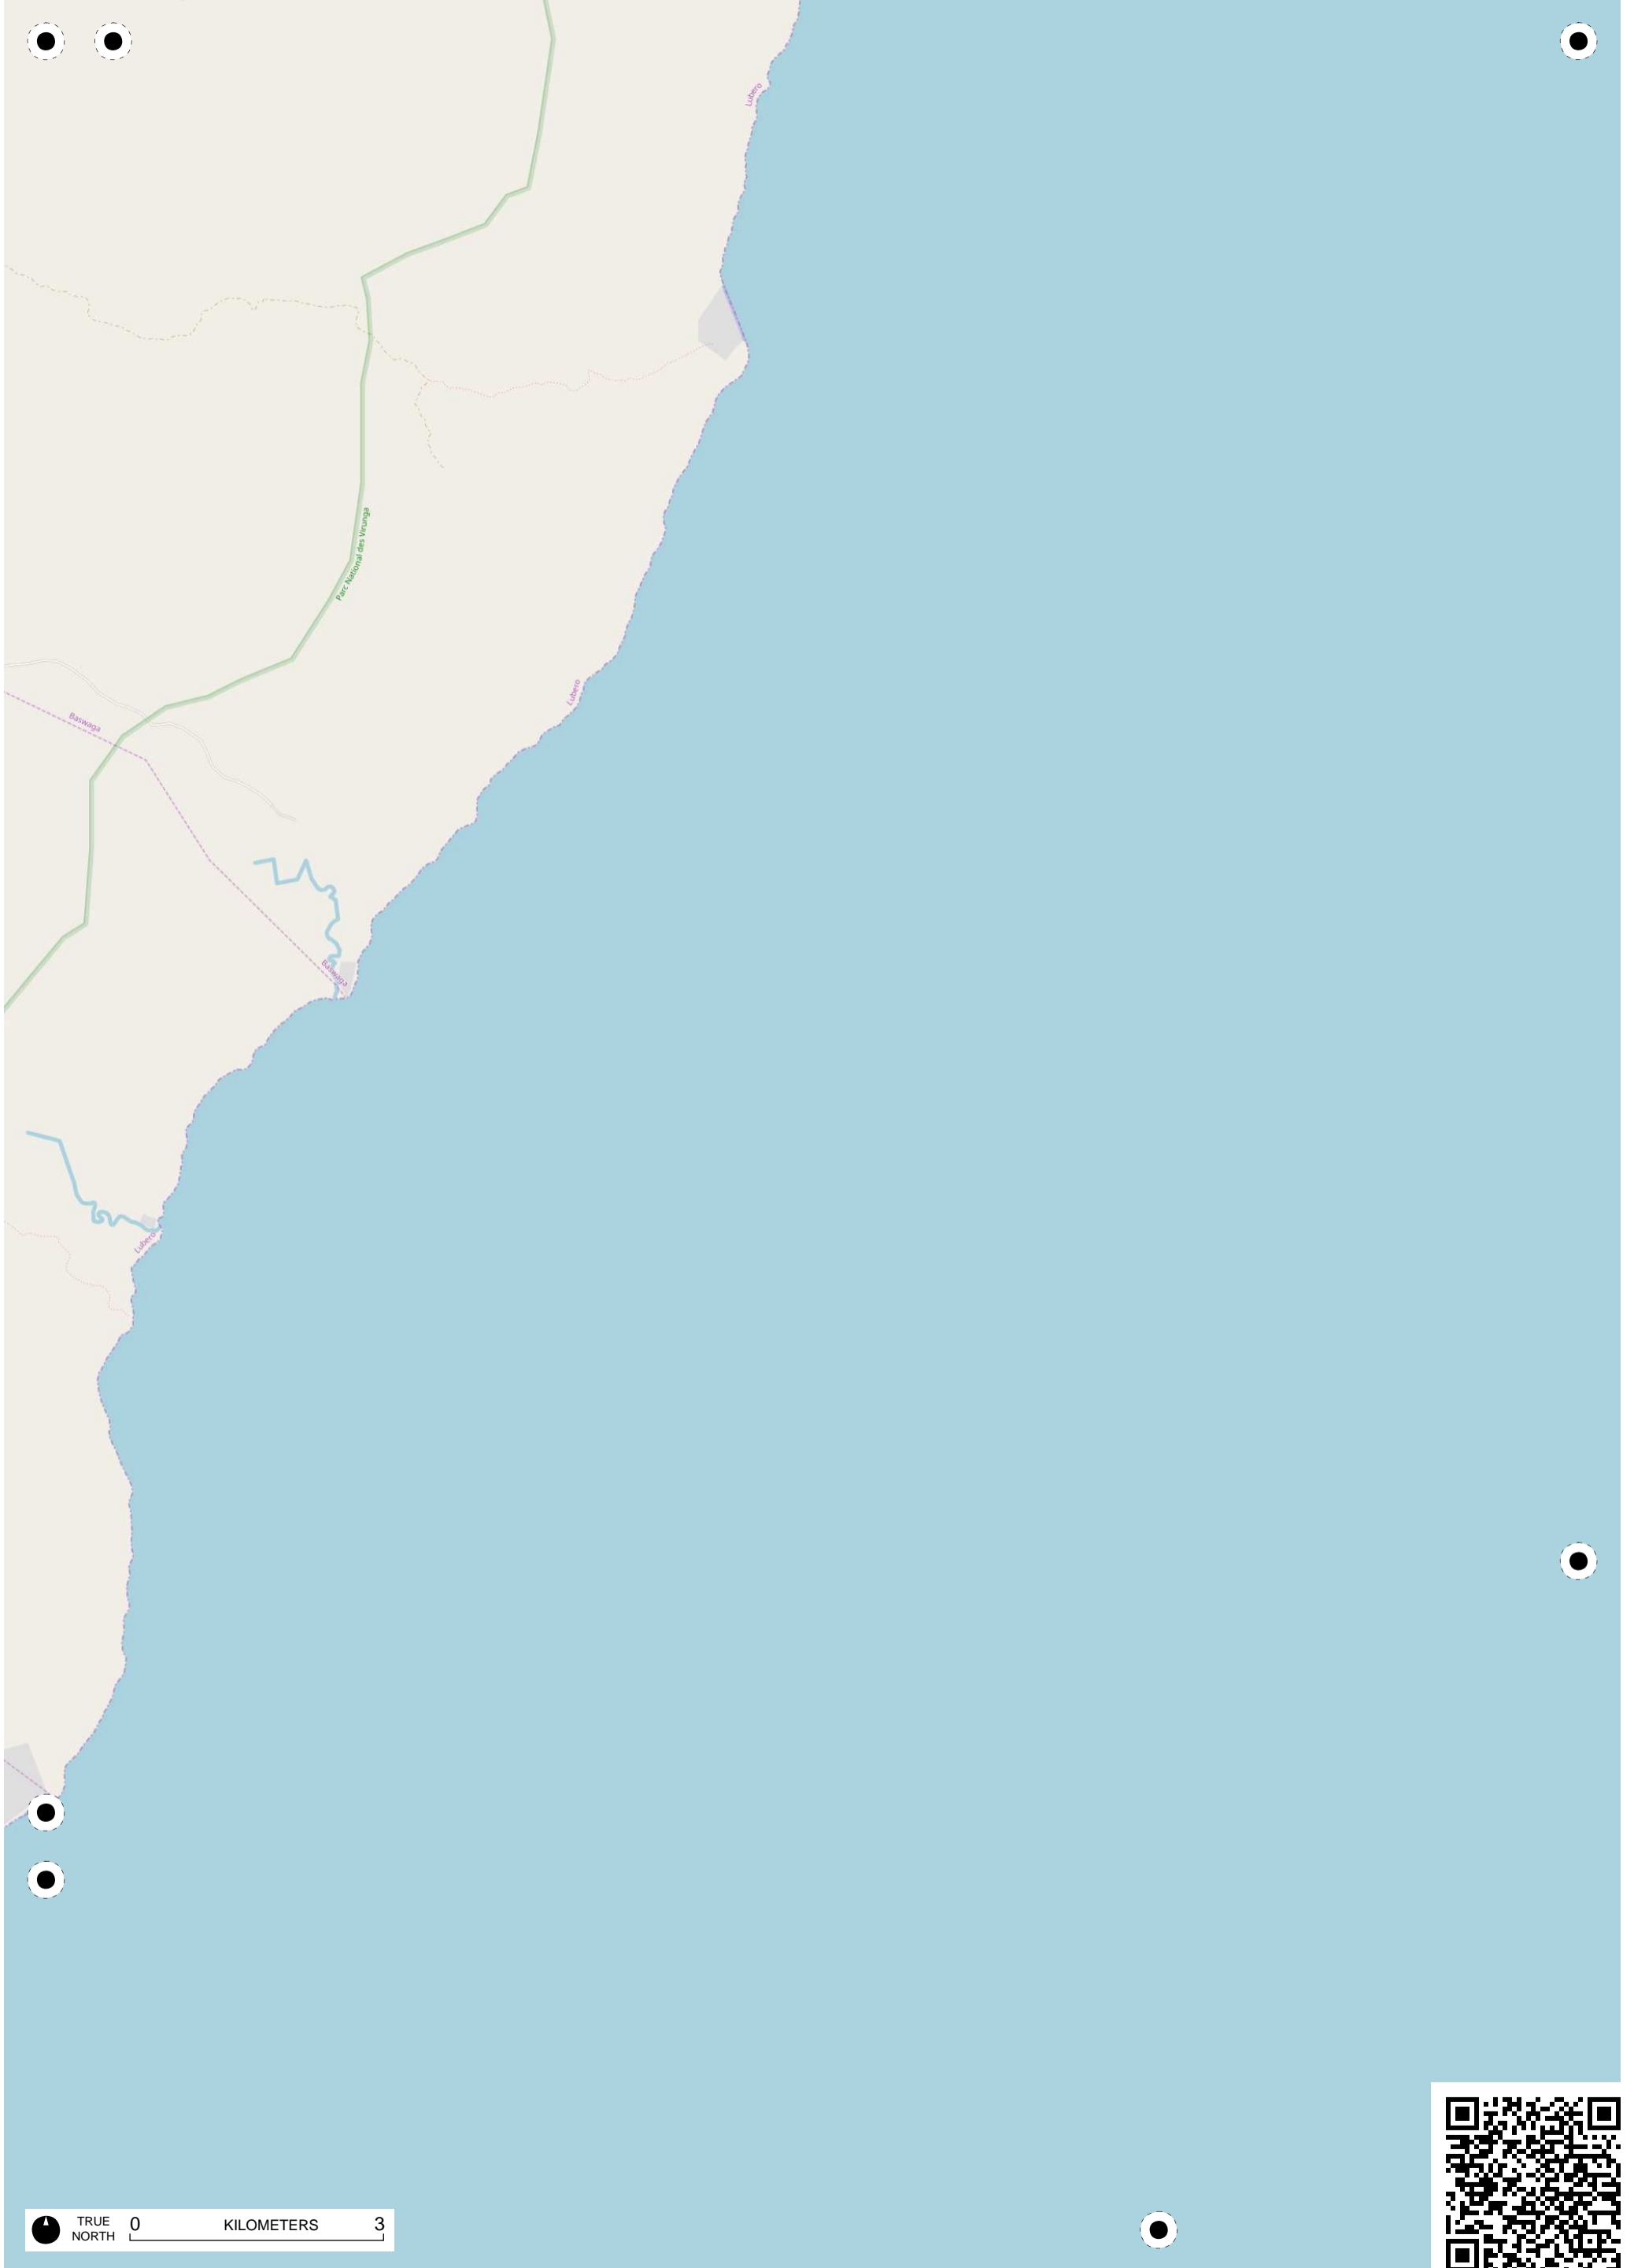 Lubero
Parc National des Virunga
Lubero
Baswaga
Baswaga
Lubero
TRUE
NORTH
0 KILOMETERS 3